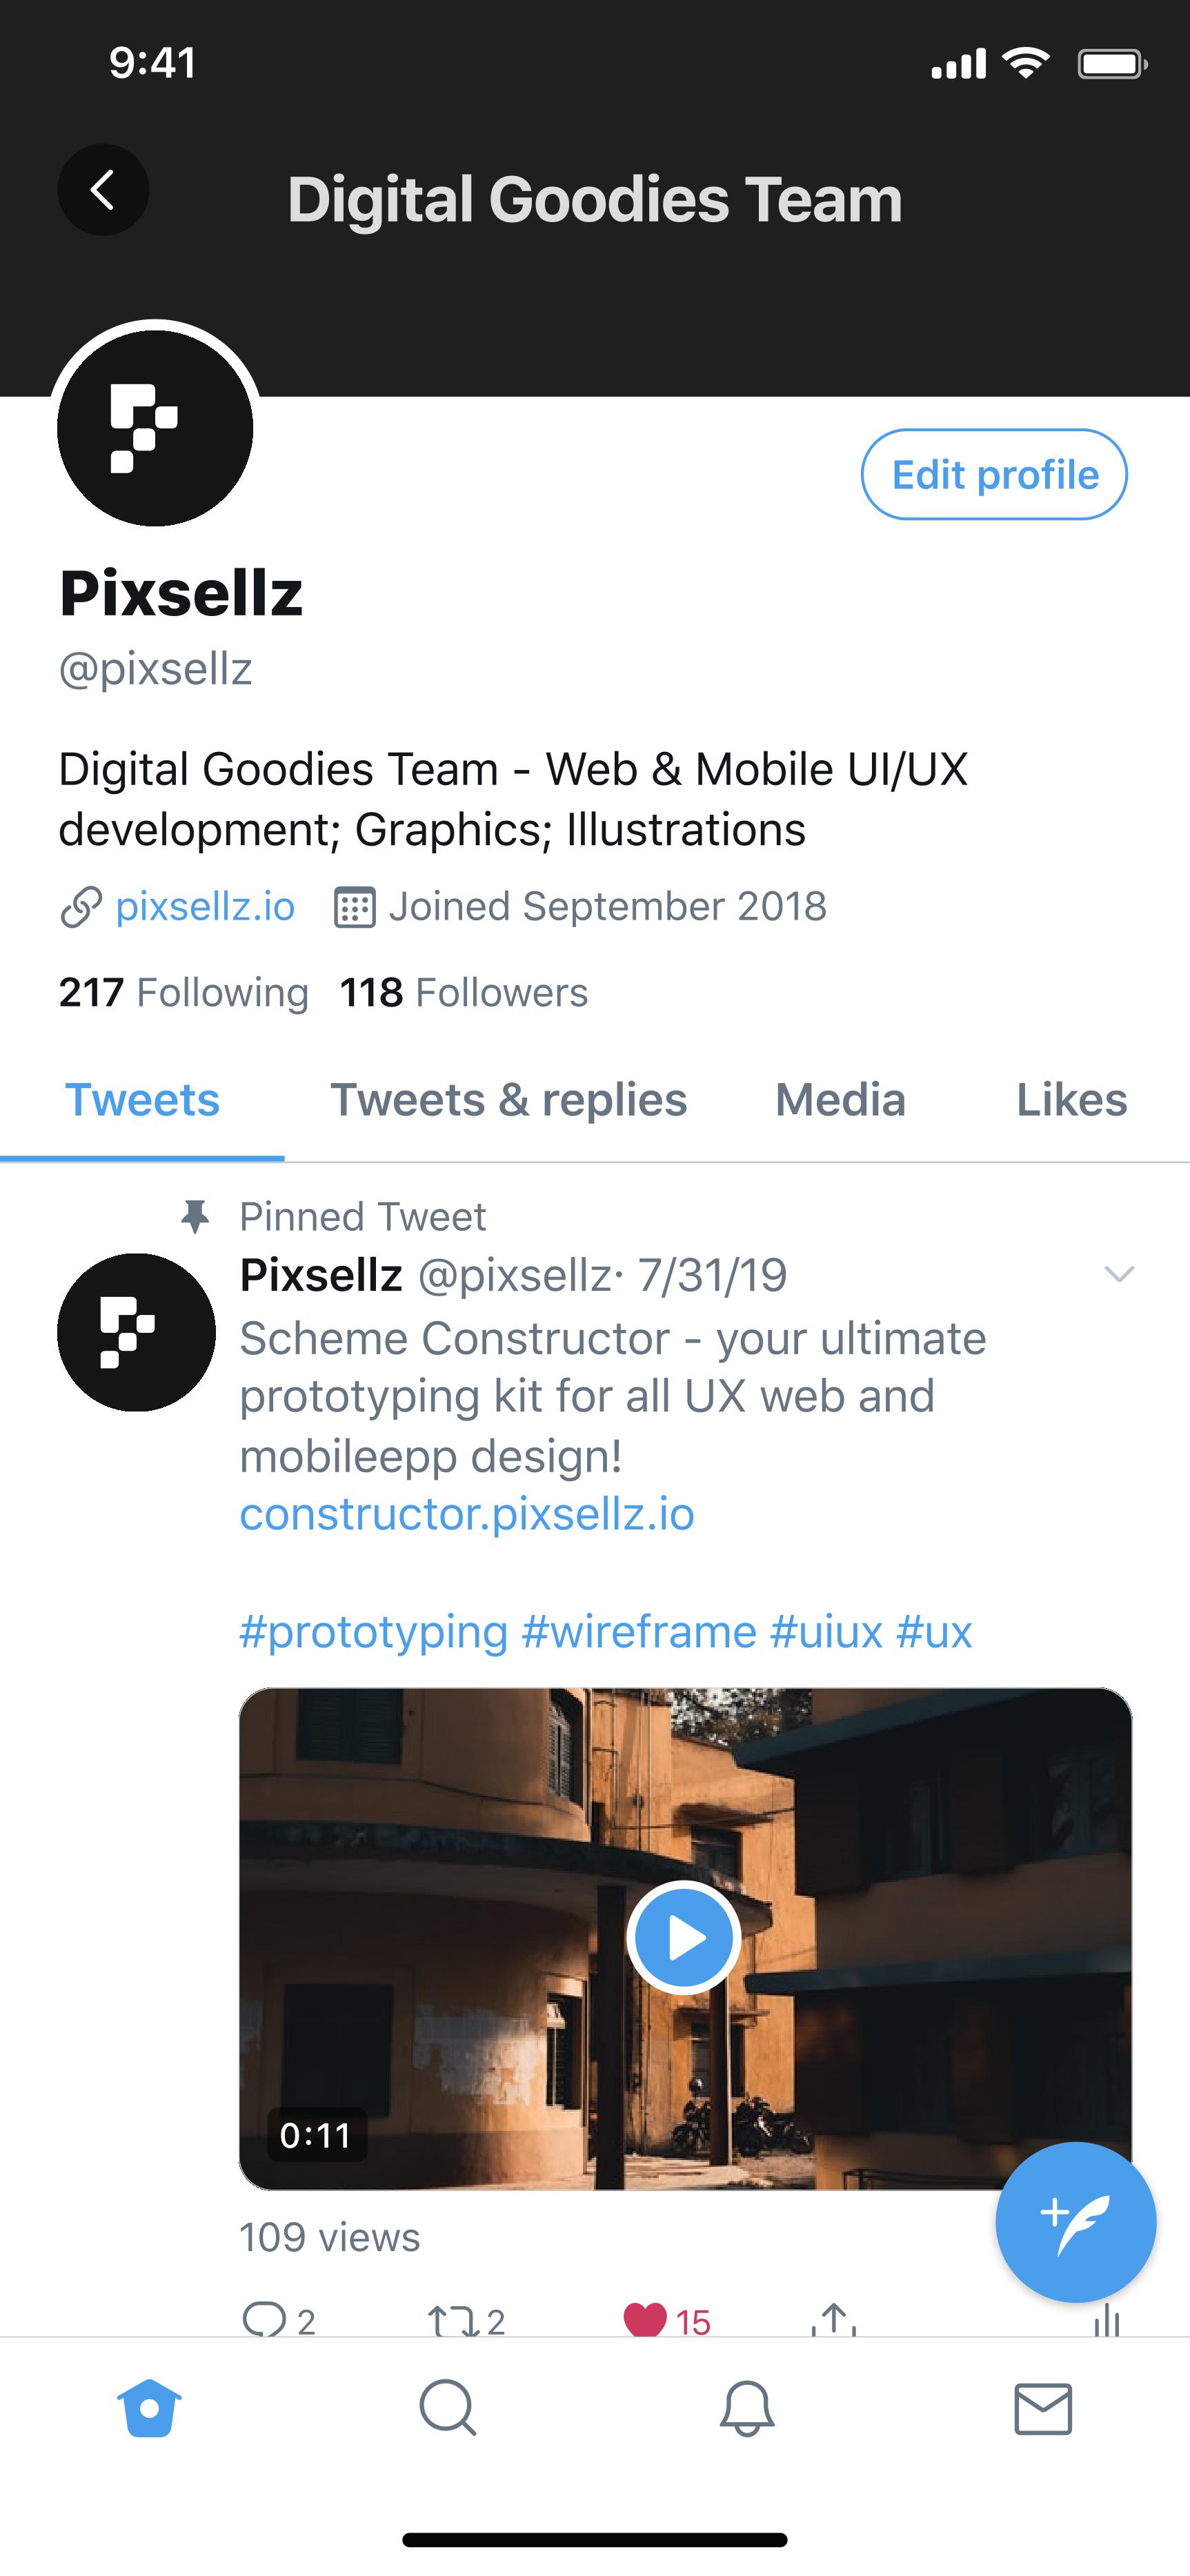 9:41
Digital Goodies Team
Edit profile
Pixsellz
@pixsellz
Digital Goodies Team - Web & Mobile UI/UX
development; Graphics; Illustrations
pixsellz.io Joined September 2018
217 Following 118 Followers
Tweets Tweets & replies Media Likes
Pinned Tweet
Pixsellz @pixsellz· 7/31/19
Scheme Constructor - your ultimate
prototyping kit for all UX web and
mobileepp design!
constructor.pixsellz.io
#prototyping #wireframe #uiux #ux
0:11
109 views
2 2 15